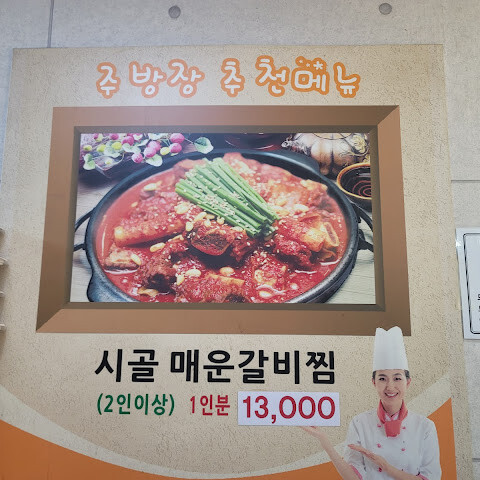 주방장 추천메뉴
시골 매운갈비찜
(2인이상) 1인분 13,000